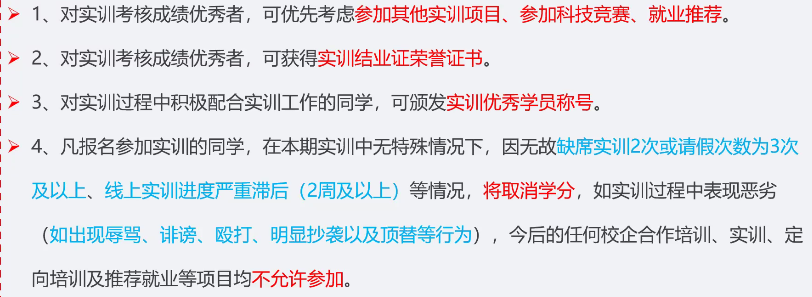 1、对实训考核成绩优秀者，可优先考虑参加其他实训项目、参加科技竞赛、就业推荐。
2、对实训考核成绩优秀者，可获得实训结业证荣誉证书。
3、对实训过程中积极配合实训工作的同学，可颁发实训优秀学员称号。
4、凡报名参加实训的同学，在本期实训中无特殊情况下，因无故缺席实训2次或请假次数为3次
及以上、线上实训进度严重滞后（2周及以上）等情况，将取消学分，如实训过程中表现恶劣
（如出现辱骂、诽谤、殴打、明显抄袭以及顶替等行为），今后的任何校企合作培训、实训、定
向培训及推荐就业等项目均不允许参加。